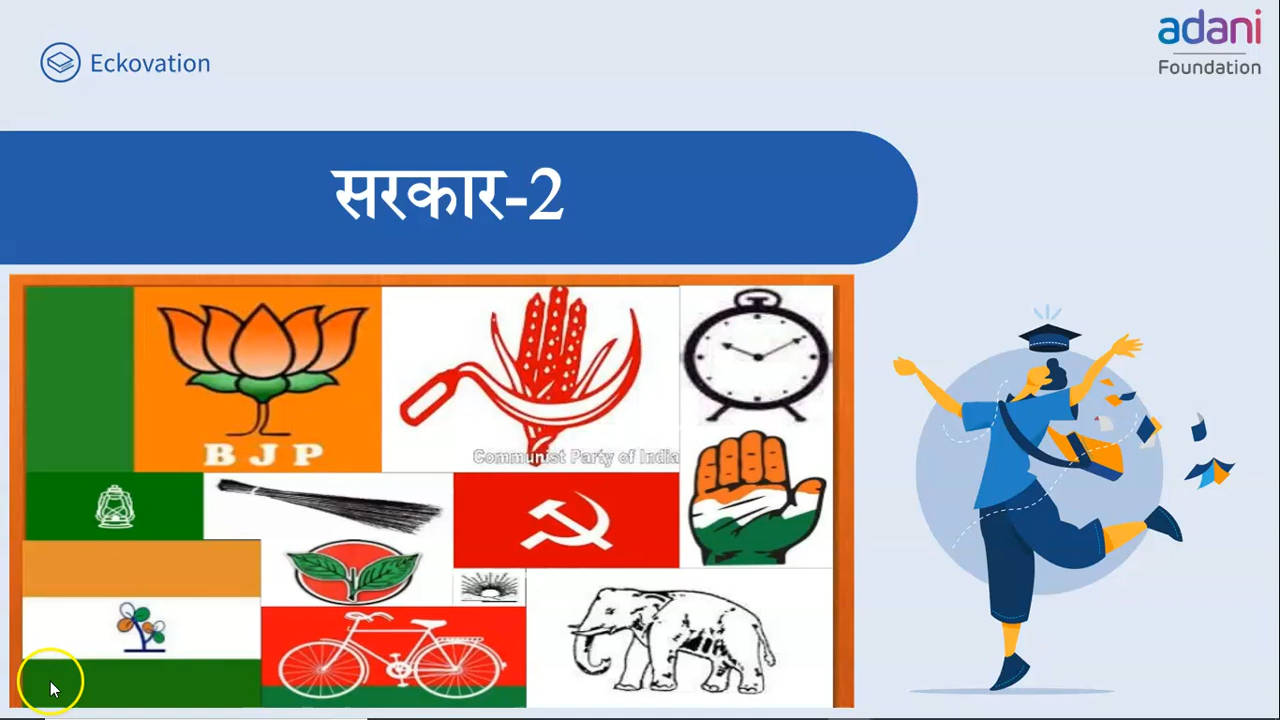 Eckovation
adani
Foundation
सरकार-2
BJP
Communist Party of India